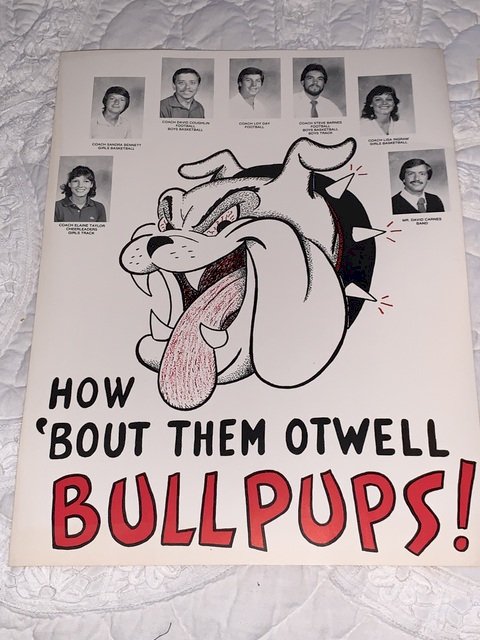 COACH SANDRA BENNETT
GIRLS BASKETBALL
COACH DAVID COUGHLIN
FOOTBALL
BOYS BASKETBALL
COACH LOY DAY
FOOTBALL
COACH STEVE BARNES
FOOTBALL
BOYS BASKETBALL
BOYS TRACK
COACH LISA INGRAM
GIRLS BASKETBALL
COACH ELAINE TAYLOR
CHEERLEADERS
GIRLS TRACK
MR. DAVID CARNES
BAND
HOW
'BOUT THEM OTWELL
BULLPUPS!